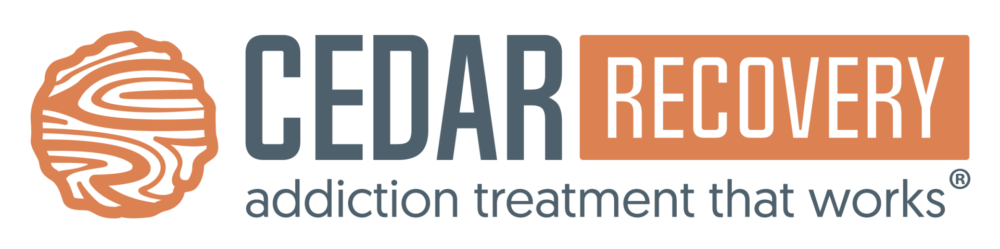 CEDAR RECOVERY
addiction treatment that works®